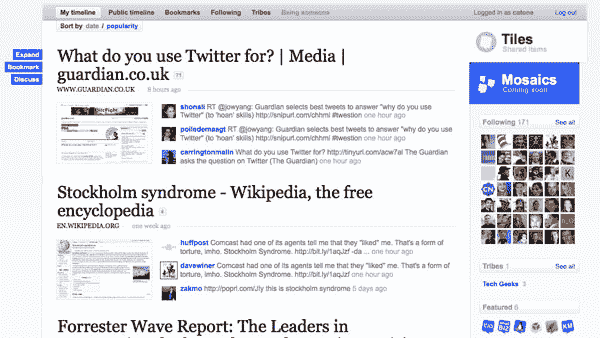 My timeline Public timeline Bookmarks Following Tribes Being someone Logged in as catone Log out
Sort by date / popularity
Expand
Bookmark
Discuss
What do you use Twitter for? | Media |
guardian.co.uk
WWW.GUARDIAN.CO.UK 6 hours ago
shonali RT @jowyang: Guardian selects best tweets to answer "why do you
use Twitter" (to 'hoan' skills) http://snipurl.com/chhml #twestion one hour ago
polledemaagt RT @jowyang: Guardian selects best tweets to answer "why do you
use Twitter" (to 'hoan' skills) http://snipurl.com/chhml #twestion one hour ago
carringtonmalin What do you use Twitter for? http://tinyurl.com/acw7al The Guardian
asks the question on Twitter (The Guardian) one hour ago
Stockholm syndrome - Wikipedia, the free
encyclopedia
EN.WIKIPEDIA.ORG one week ago
huffpost Comcast had one of its agents tell me that they "liked" me. That's a form of
torture, imho. Stockholm Syndrome. http://bit.ly/1aqJzf -da ... one hour ago
davewiner Comcast had one of its agents tell me that they "liked" me. That's a form of
torture, imho. Stockholm Syndrome. http://bit.ly/1aqJzf one hour ago
zakmo http://poprl.com/Jly this is stockholm syndrome 5 days ago
Forrester Wave Report: The Leaders in
Tiles
Shared items
Mosaics
Coming soon!
Following 171 See all
Tribes 1 See all
Tech Geeks 3
Featured 6